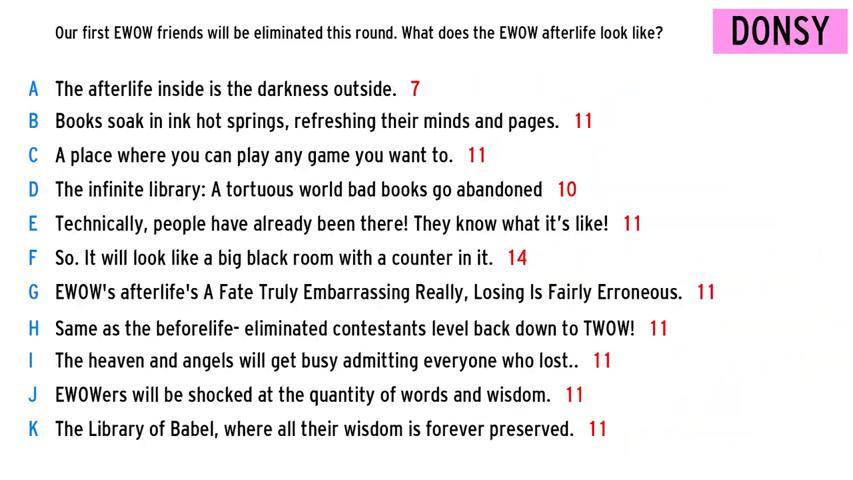 Our first EWOW friends will be eliminated this round. What does the EWOW afterlife look like?
DONSY
A The afterlife inside is the darkness outside. 7
B Books soak in ink hot springs, refreshing their minds and pages. 11
C A place where you can play any game you want to. 11
D The infinite library: A tortuous world bad books go abandoned 10
E Technically, people have already been there! They know what it's like! 11
F So. It will look like a big black room with a counter in it. 14
G EWOW's afterlife's A Fate Truly Embarrassing Really, Losing Is Fairly Erroneous. 11
H Same as the beforelife- eliminated contestants level back down to TWOW! 11
I The heaven and angels will get busy admitting everyone who lost.. 11
J EWOWers will be shocked at the quantity of words and wisdom. 11
K The Library of Babel, where all their wisdom is forever preserved. 11